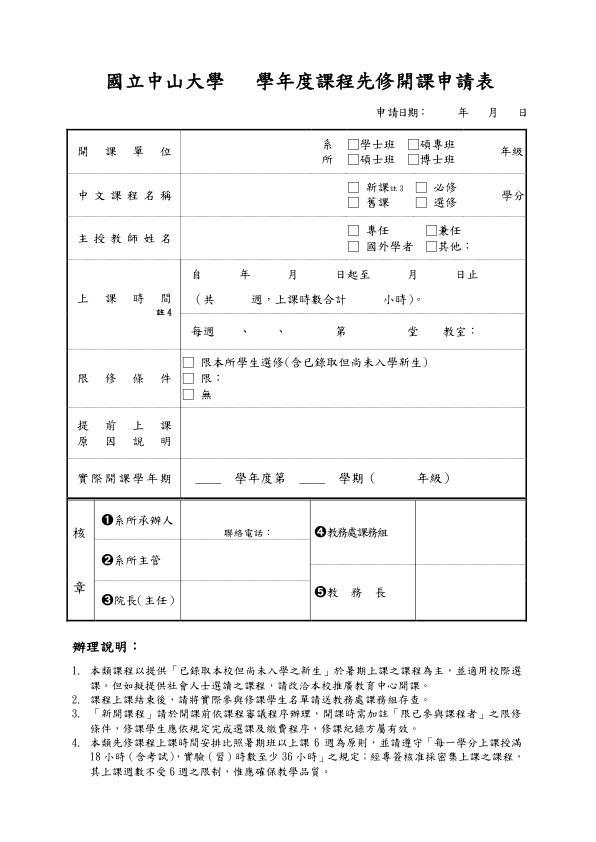 國立中山大學　　學年度課程先修開課申請表
申請日期：　　年　月　日
開課單位　系所　□學士班　□碩專班　□碩士班　□博士班　年級
中文課程名稱　□ 新課註3　□ 必修　□ 舊課　□ 選修　學分
主授教師姓名　□ 專任　□兼任　□ 國外學者　□其他：
上課時間註4
自　　年　　月　　日起至　　月　　日止
（共　　週，上課時數合計　　小時）。
每週　、　、　　第　　　堂　教室：
限修條件
□ 限本所學生選修(含已錄取但尚未入學新生)
□ 限：
□ 無
提前上課
原因說明
實際開課學年期　____ 學年度第 ____ 學期（　　年級）
核章
❶系所承辦人　聯絡電話：
❷系所主管
❸院長(主任)
❹教務處課務組
❺教務長
辦理說明：
1. 本類課程以提供「已錄取本校但尚未入學之新生」於暑期上課之課程為主，並適用校際選
課。但如擬提供社會人士選讀之課程，請改洽本校推廣教育中心開課。
2. 課程上課結束後，請將實際參與修課學生名單請送教務處課務組存查。
3. 「新開課程」請於開課前依課程審議程序辦理，開課時需加註「限已參與課程者」之限修
條件，修課學生應依規定完成選課及繳費程序，修課紀錄方屬有效。
4. 本類先修課程上課時間安排比照暑期班以上課 6 週為原則，並請遵守「每一學分上課授滿
18 小時(含考試)，實驗（習）時數至少 36 小時」之規定；經專簽核准採密集上課之課程，
其上課週數不受 6 週之限制，惟應確保教學品質。